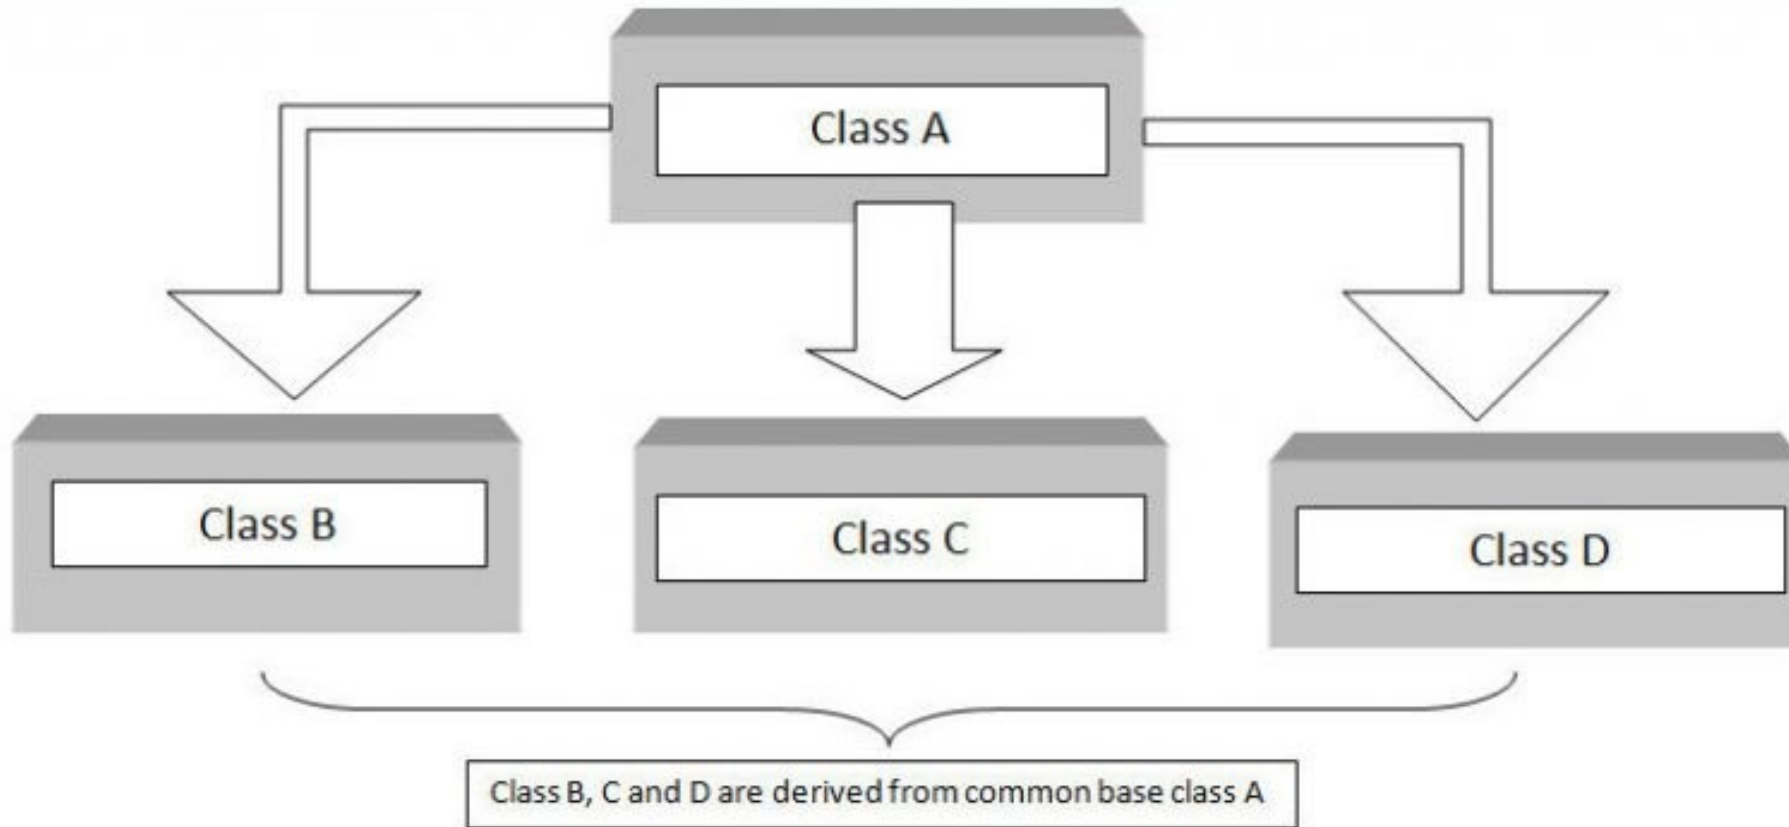 Class A
Class B
Class C
Class D
Class B, C and D are derived from common base class A